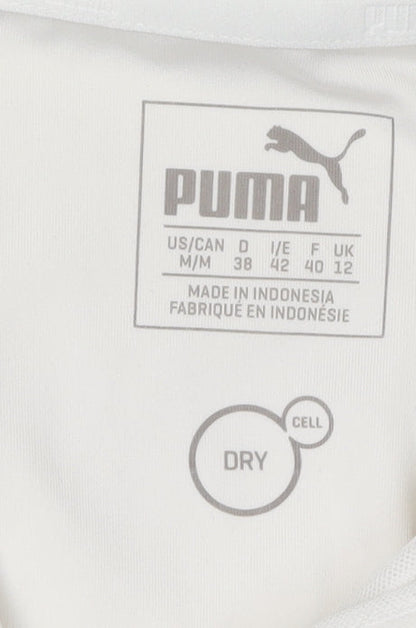 PUMA
US/CAN D I/E F UK
M/M 38 42 40 12
MADE IN INDONESIA
FABRIQUÉ EN INDONÉSIE
CELL
DRY